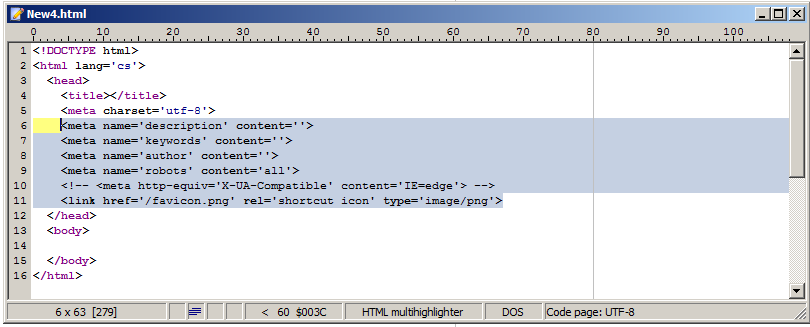 New4.html
0 10 20 30 40 50 60 70 80 90 100
1 <!DOCTYPE html>
2 <html lang='cs'>
3 <head>
4 <title></title>
5 <meta charset='utf-8'>
6 <meta name='description' content=''>
7 <meta name='keywords' content=''>
8 <meta name='author' content=''>
9 <meta name='robots' content='all'>
10 <!-- <meta http-equiv='X-UA-Compatible' content='IE=edge'> -->
11 <link href='/favicon.png' rel='shortcut icon' type='image/png'>
12 </head>
13 <body>
14
15 </body>
16 </html>
6 x 63 [279] < 60 $003C HTML multihighlighter DOS Code page: UTF-8